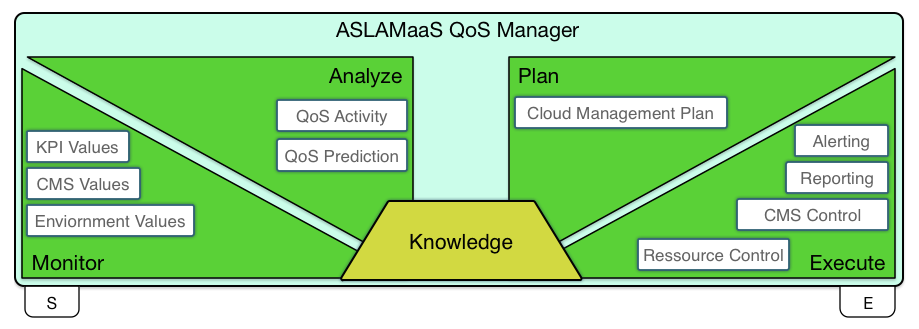 ASLAMaaS QoS Manager
Analyze
QoS Activity
QoS Prediction
Plan
Cloud Management Plan
KPI Values
CMS Values
Enviornment Values
Monitor
Knowledge
Alerting
Reporting
CMS Control
Ressource Control
Execute
S
E